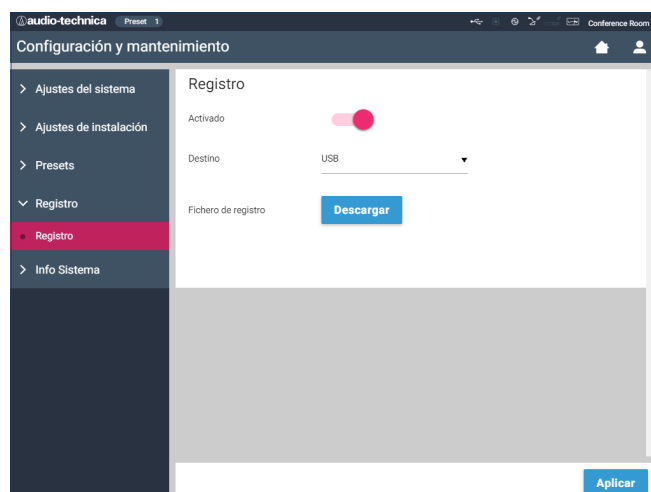 audio-technica Preset 1 Conference Room
Configuración y mantenimiento
Ajustes del sistema
Ajustes de instalación
Presets
Registro
Registro
Info Sistema
Registro
Activado
Destino USB
Fichero de registro Descargar
Aplicar